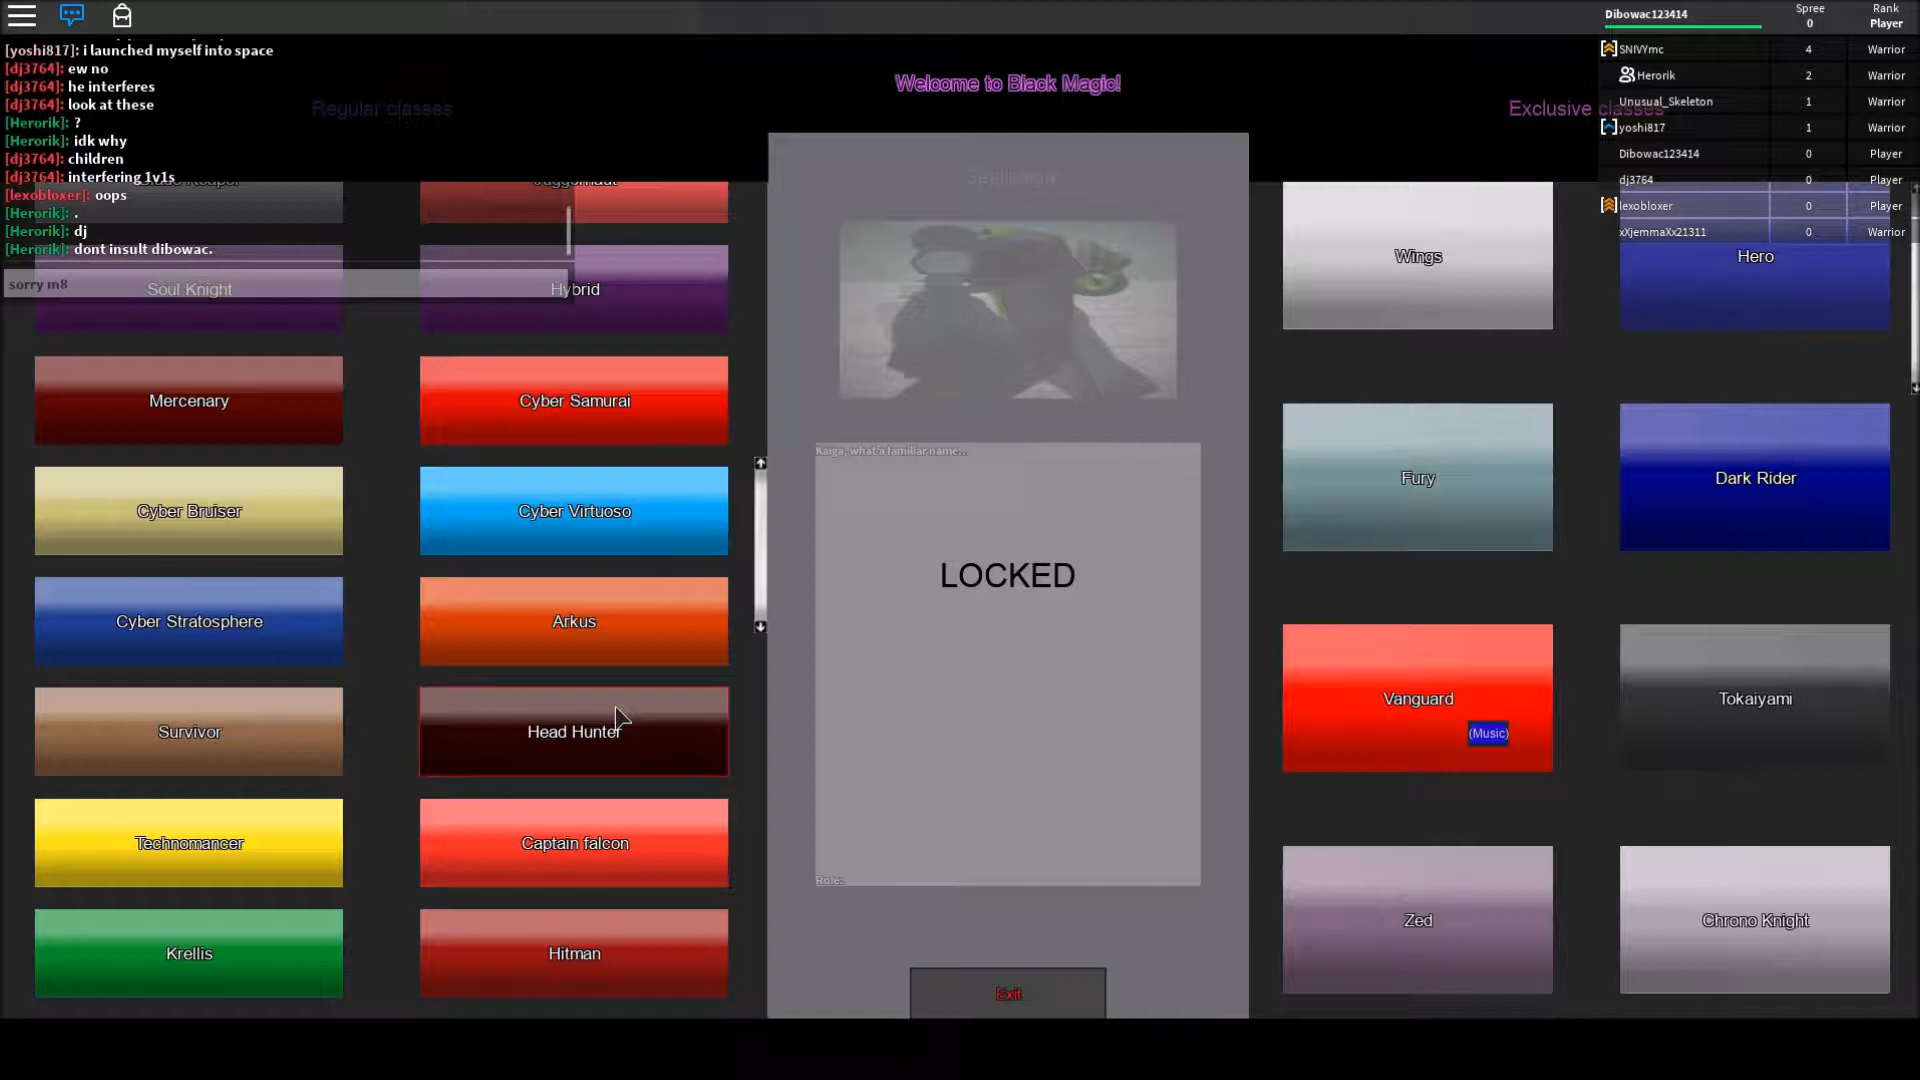 Dibowac123414
Spree
0
Rank
Player
[yoshi817]: i launched myself into space
[dj3764]: ew no
[dj3764]: he interferes
[dj3764]: look at these
[Herorik]: ?
[Herorik]: idk why
[dj3764]: children
[dj3764]: interfering 1v1s
[lexobloxer]: oops
[Herorik]: .
[Herorik]: dj
[Herorik]: dont insult dibowac.
sorry m8
Regular classes
Welcome to Black Magic!
Exclusive classes
SNIVYmc 4 Warrior
Herorik 2 Warrior
Unusual_Skeleton 1 Warrior
yoshi817 1 Warrior
Dibowac123414 0 Player
dj3764 0 Player
lexobloxer 0 Player
xXjemmaXx21311 0 Warrior
Juggernaut
Soul Knight
Hybrid
Mercenary
Cyber Samurai
Cyber Bruiser
Cyber Virtuoso
Cyber Stratosphere
Arkus
Survivor
Head Hunter
Technomancer
Captain falcon
Krellis
Hitman
Kaiga, what a familiar name...
LOCKED
Role:
Exit
Wings
Hero
Fury
Dark Rider
Vanguard
(Music)
Tokaiyami
Zed
Chrono Knight